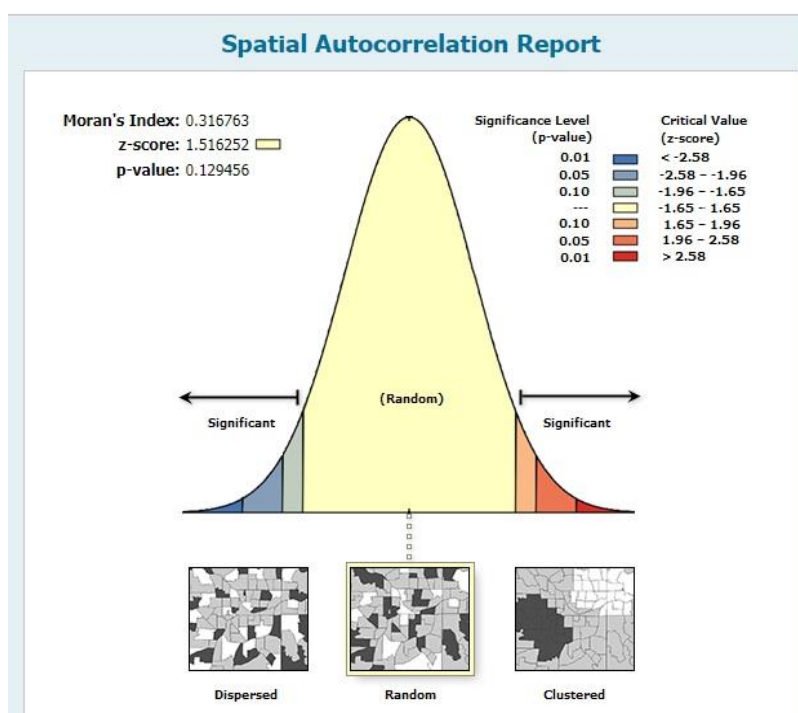 Spatial Autocorrelation Report
Moran's Index: 0.316763
z-score: 1.516252
p-value: 0.129456
Significance Level Critical Value
(p-value) (z-score)
0.01 < -2.58
0.05 -2.58 – -1.96
0.10 -1.96 – -1.65
--- -1.65 – 1.65
0.10 1.65 – 1.96
0.05 1.96 – 2.58
0.01 > 2.58
(Random)
Significant Significant
Dispersed Random Clustered